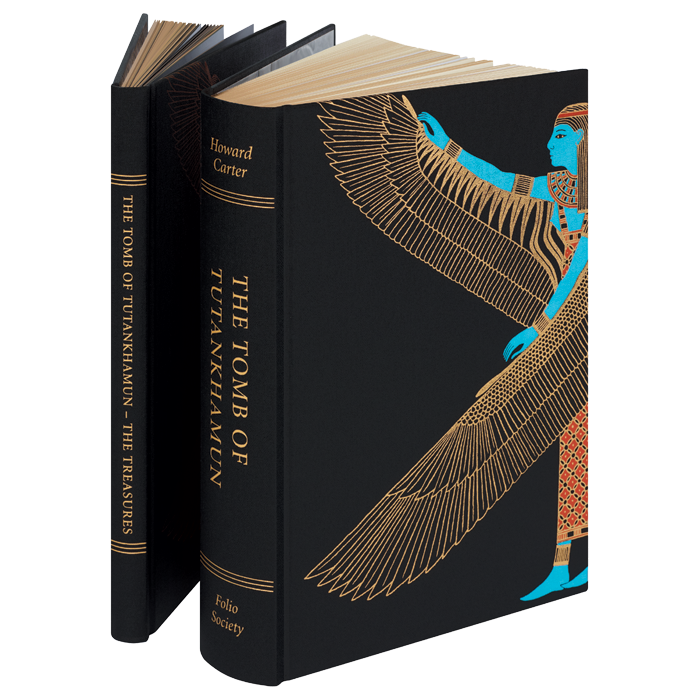 THE TOMB OF TUTANKHAMUN – THE TREASURES
Howard
Carter
THE TOMB OF
TUTANKHAMUN
Folio
Society